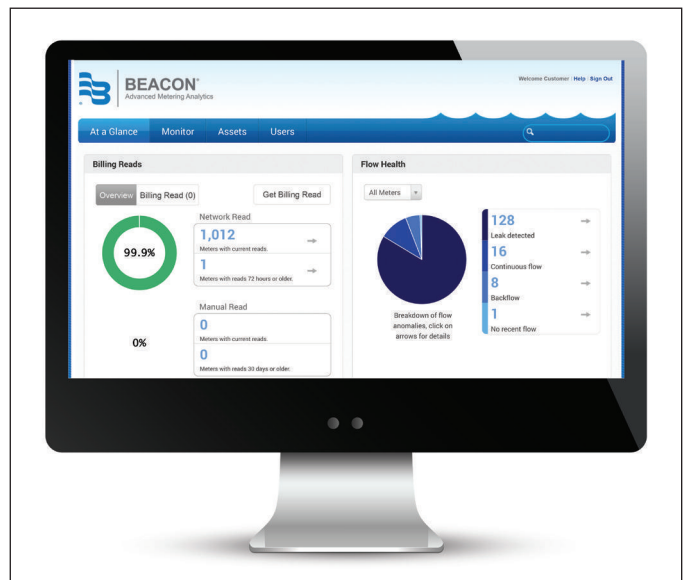 BEACON®
Advanced Metering Analytics
Welcome Customer | Help | Sign Out
At a Glance Monitor Assets Users
Billing Reads
Overview Billing Read (0) Get Billing Read
99.9%
Network Read
1,012
Meters with current reads.
1
Meters with reads 72 hours or older.
0%
Manual Read
0
Meters with current reads.
0
Meters with reads 30 days or older.
Flow Health
All Meters
Breakdown of flow
anomalies, click on
arrows for details
128
Leak detected
16
Continuous flow
8
Backflow
1
No recent flow